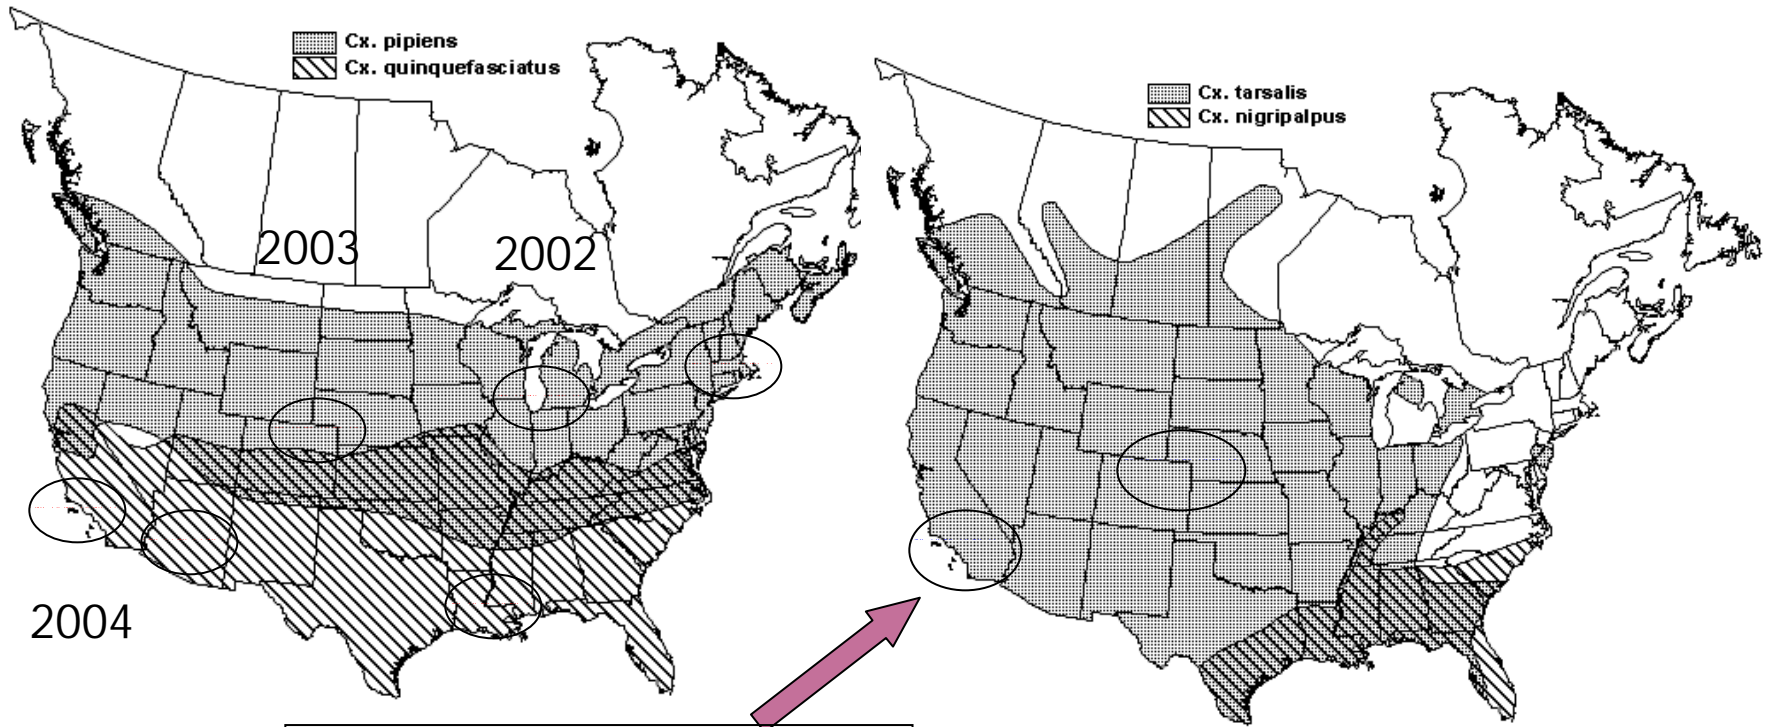 Cx. pipiens
Cx. quinquefasciatus
Cx. tarsalis
Cx. nigripalpus
2003
2002
2004